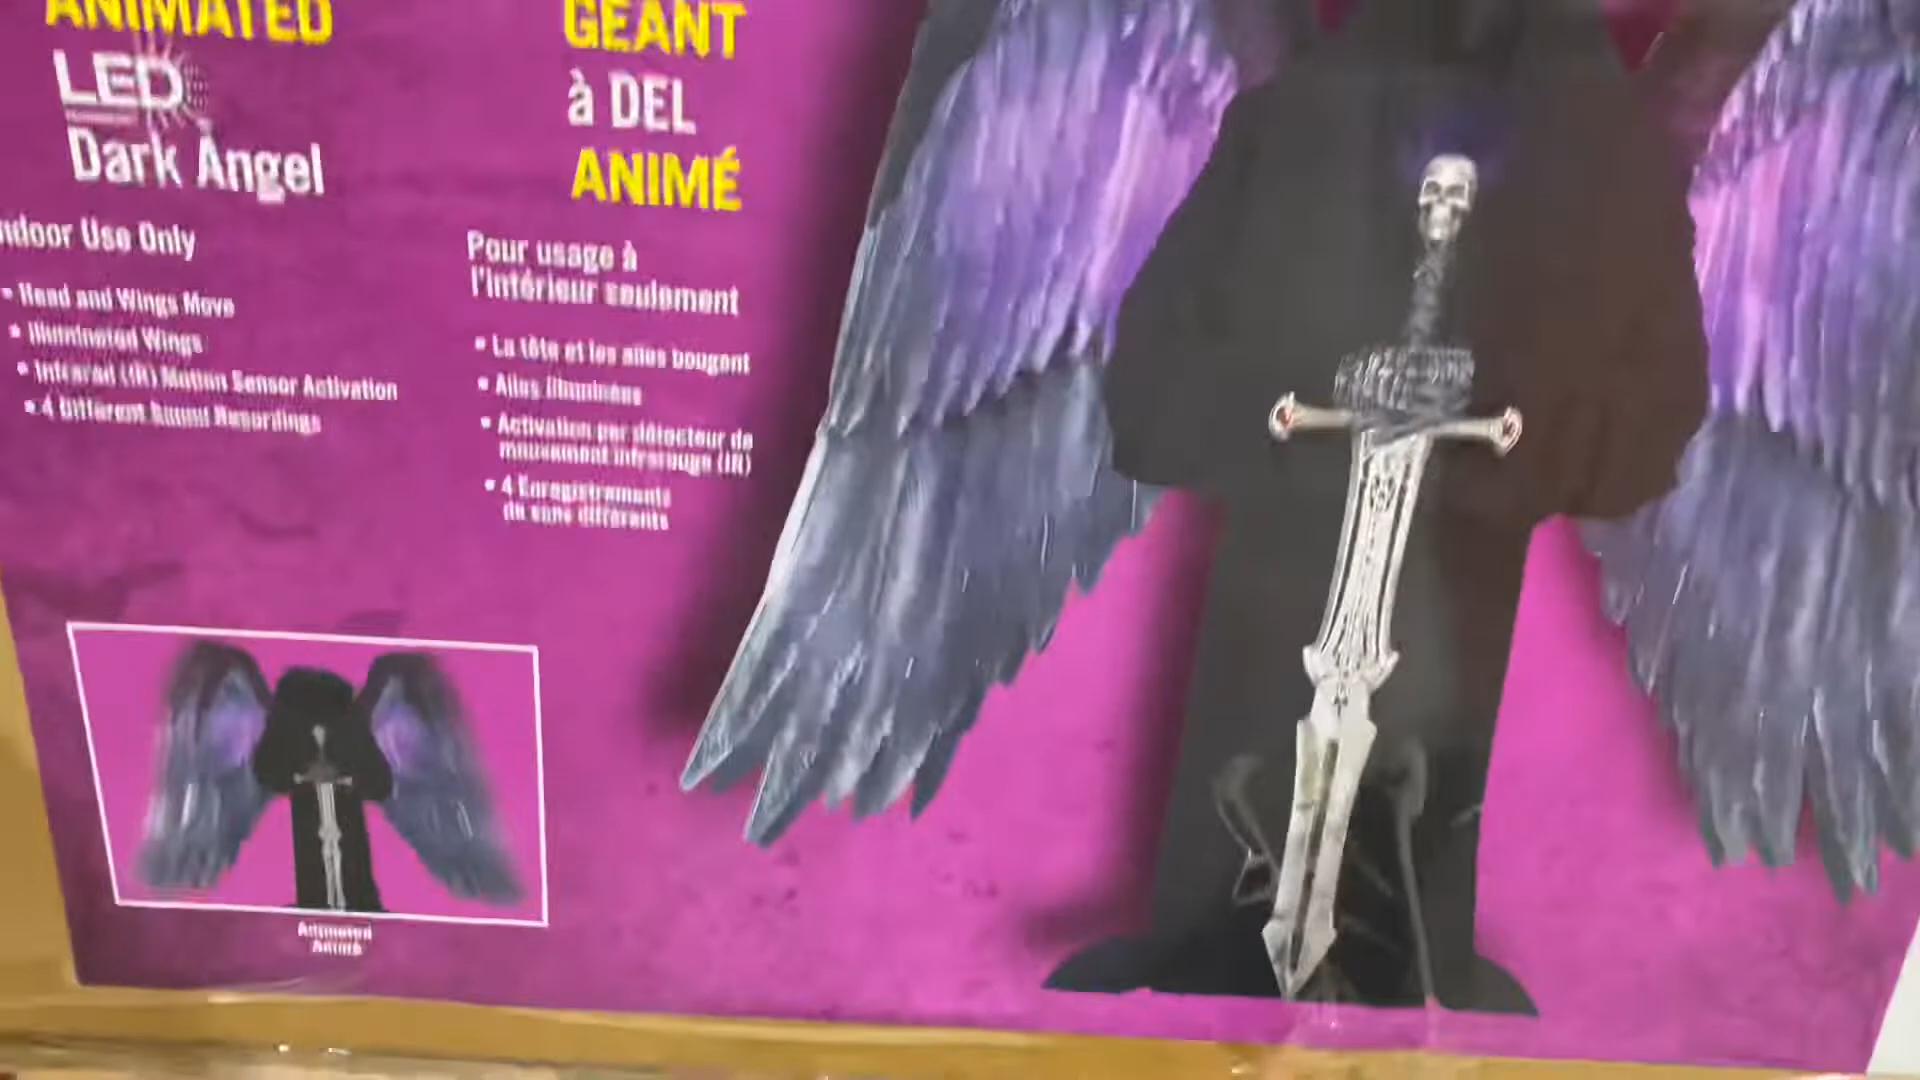 ANIMATED
LED
Dark Angel
ndoor Use Only
• Head and Wings Move
• Illuminated Wings
• Infrared (IR) Motion Sensor Activation
• 4 Different Sound Recordings
GÉANT
à DEL
ANIMÉ
Pour usage à
l'intérieur seulement
• La tête et les ailes bougent
• Ailes illuminées
• Activation par détecteur de
mouvement infrarouge (IR)
• 4 Enregistrements
de sons différents
Animated
Animé